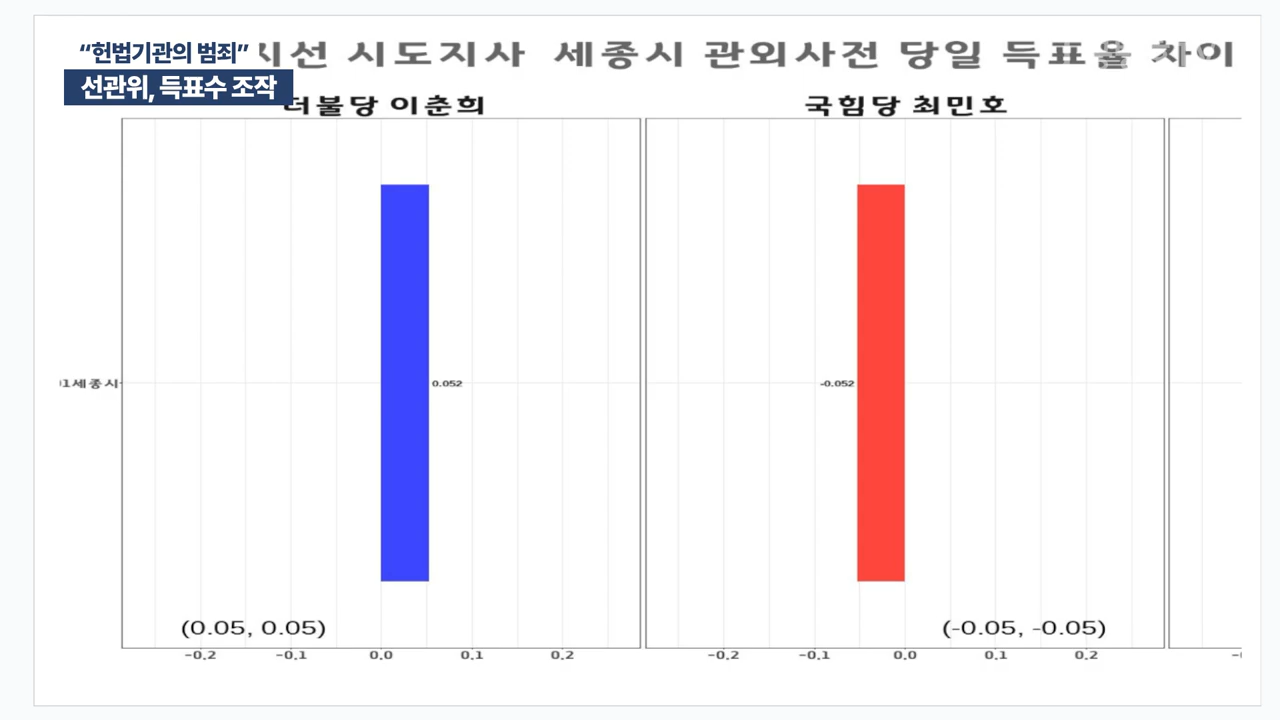 “헌법기관의 범죄”
선관위, 득표수 조작
시선 시도지사 세종시 관외사전 당일 득표율 차이
더불당 이춘희
국힘당 최민호
01세종시
0.052
-0.052
(0.05, 0.05)
(-0.05, -0.05)
-0.2 -0.1 0.0 0.1 0.2
-0.2 -0.1 0.0 0.1 0.2